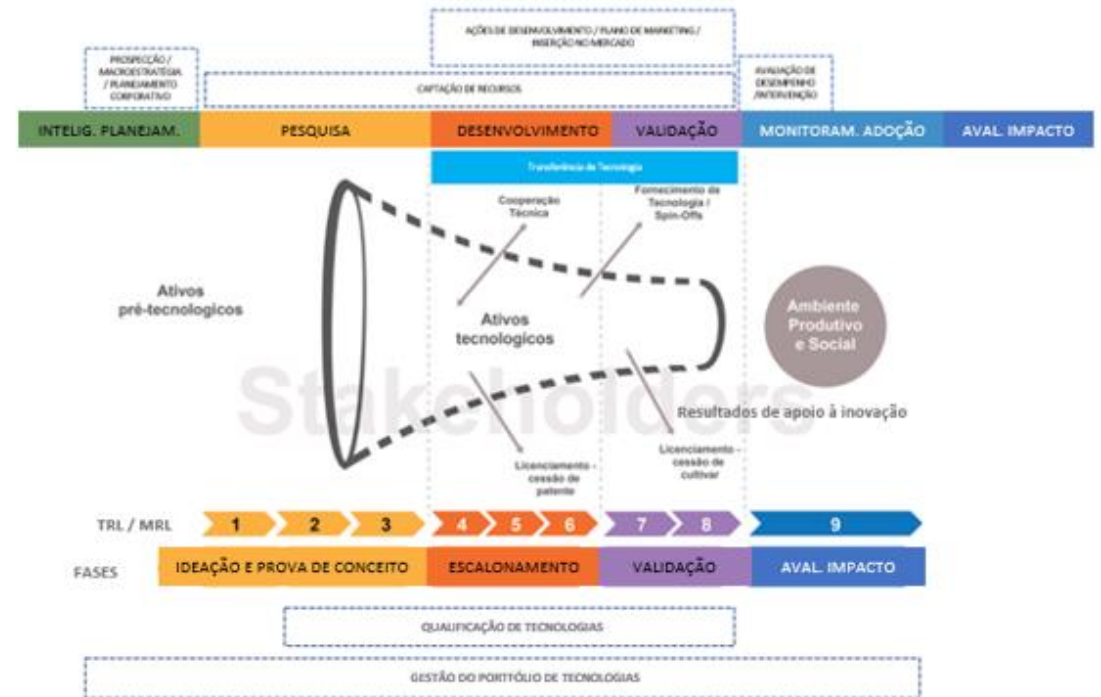 AÇÕES DE DESENVOLVIMENTO / PLANO DE MARKETING /
INSERÇÃO NO MERCADO
PROSPECÇÃO /
MACROESTRATÉGIA
/ PLANEJAMENTO
CORPORATIVO
CAPTAÇÃO DE RECURSOS
AVALIAÇÃO DE
DESEMPENHO
/INTERVENÇÃO
INTELIG. PLANEJAM.
PESQUISA
DESENVOLVIMENTO
VALIDAÇÃO
MONITORAM. ADOÇÃO
AVAL. IMPACTO
Transferência de Tecnologia
Cooperação
Técnica
Fornecimento de
Tecnologia /
Spin-Offs
Ativos
pré-tecnologicos
Ativos
tecnologicos
Ambiente
Produtivo
e Social
Stakeholders
Resultados de apoio à inovação
Licenciamento -
cessão de
patente
Licenciamento -
cessão de
cultivar
TRL / MRL
1
2
3
4
5
6
7
8
9
FASES
IDEAÇÃO E PROVA DE CONCEITO
ESCALONAMENTO
VALIDAÇÃO
AVAL. IMPACTO
QUALIFICAÇÃO DE TECNOLOGIAS
GESTÃO DO PORTFÓLIO DE TECNOLOGIAS